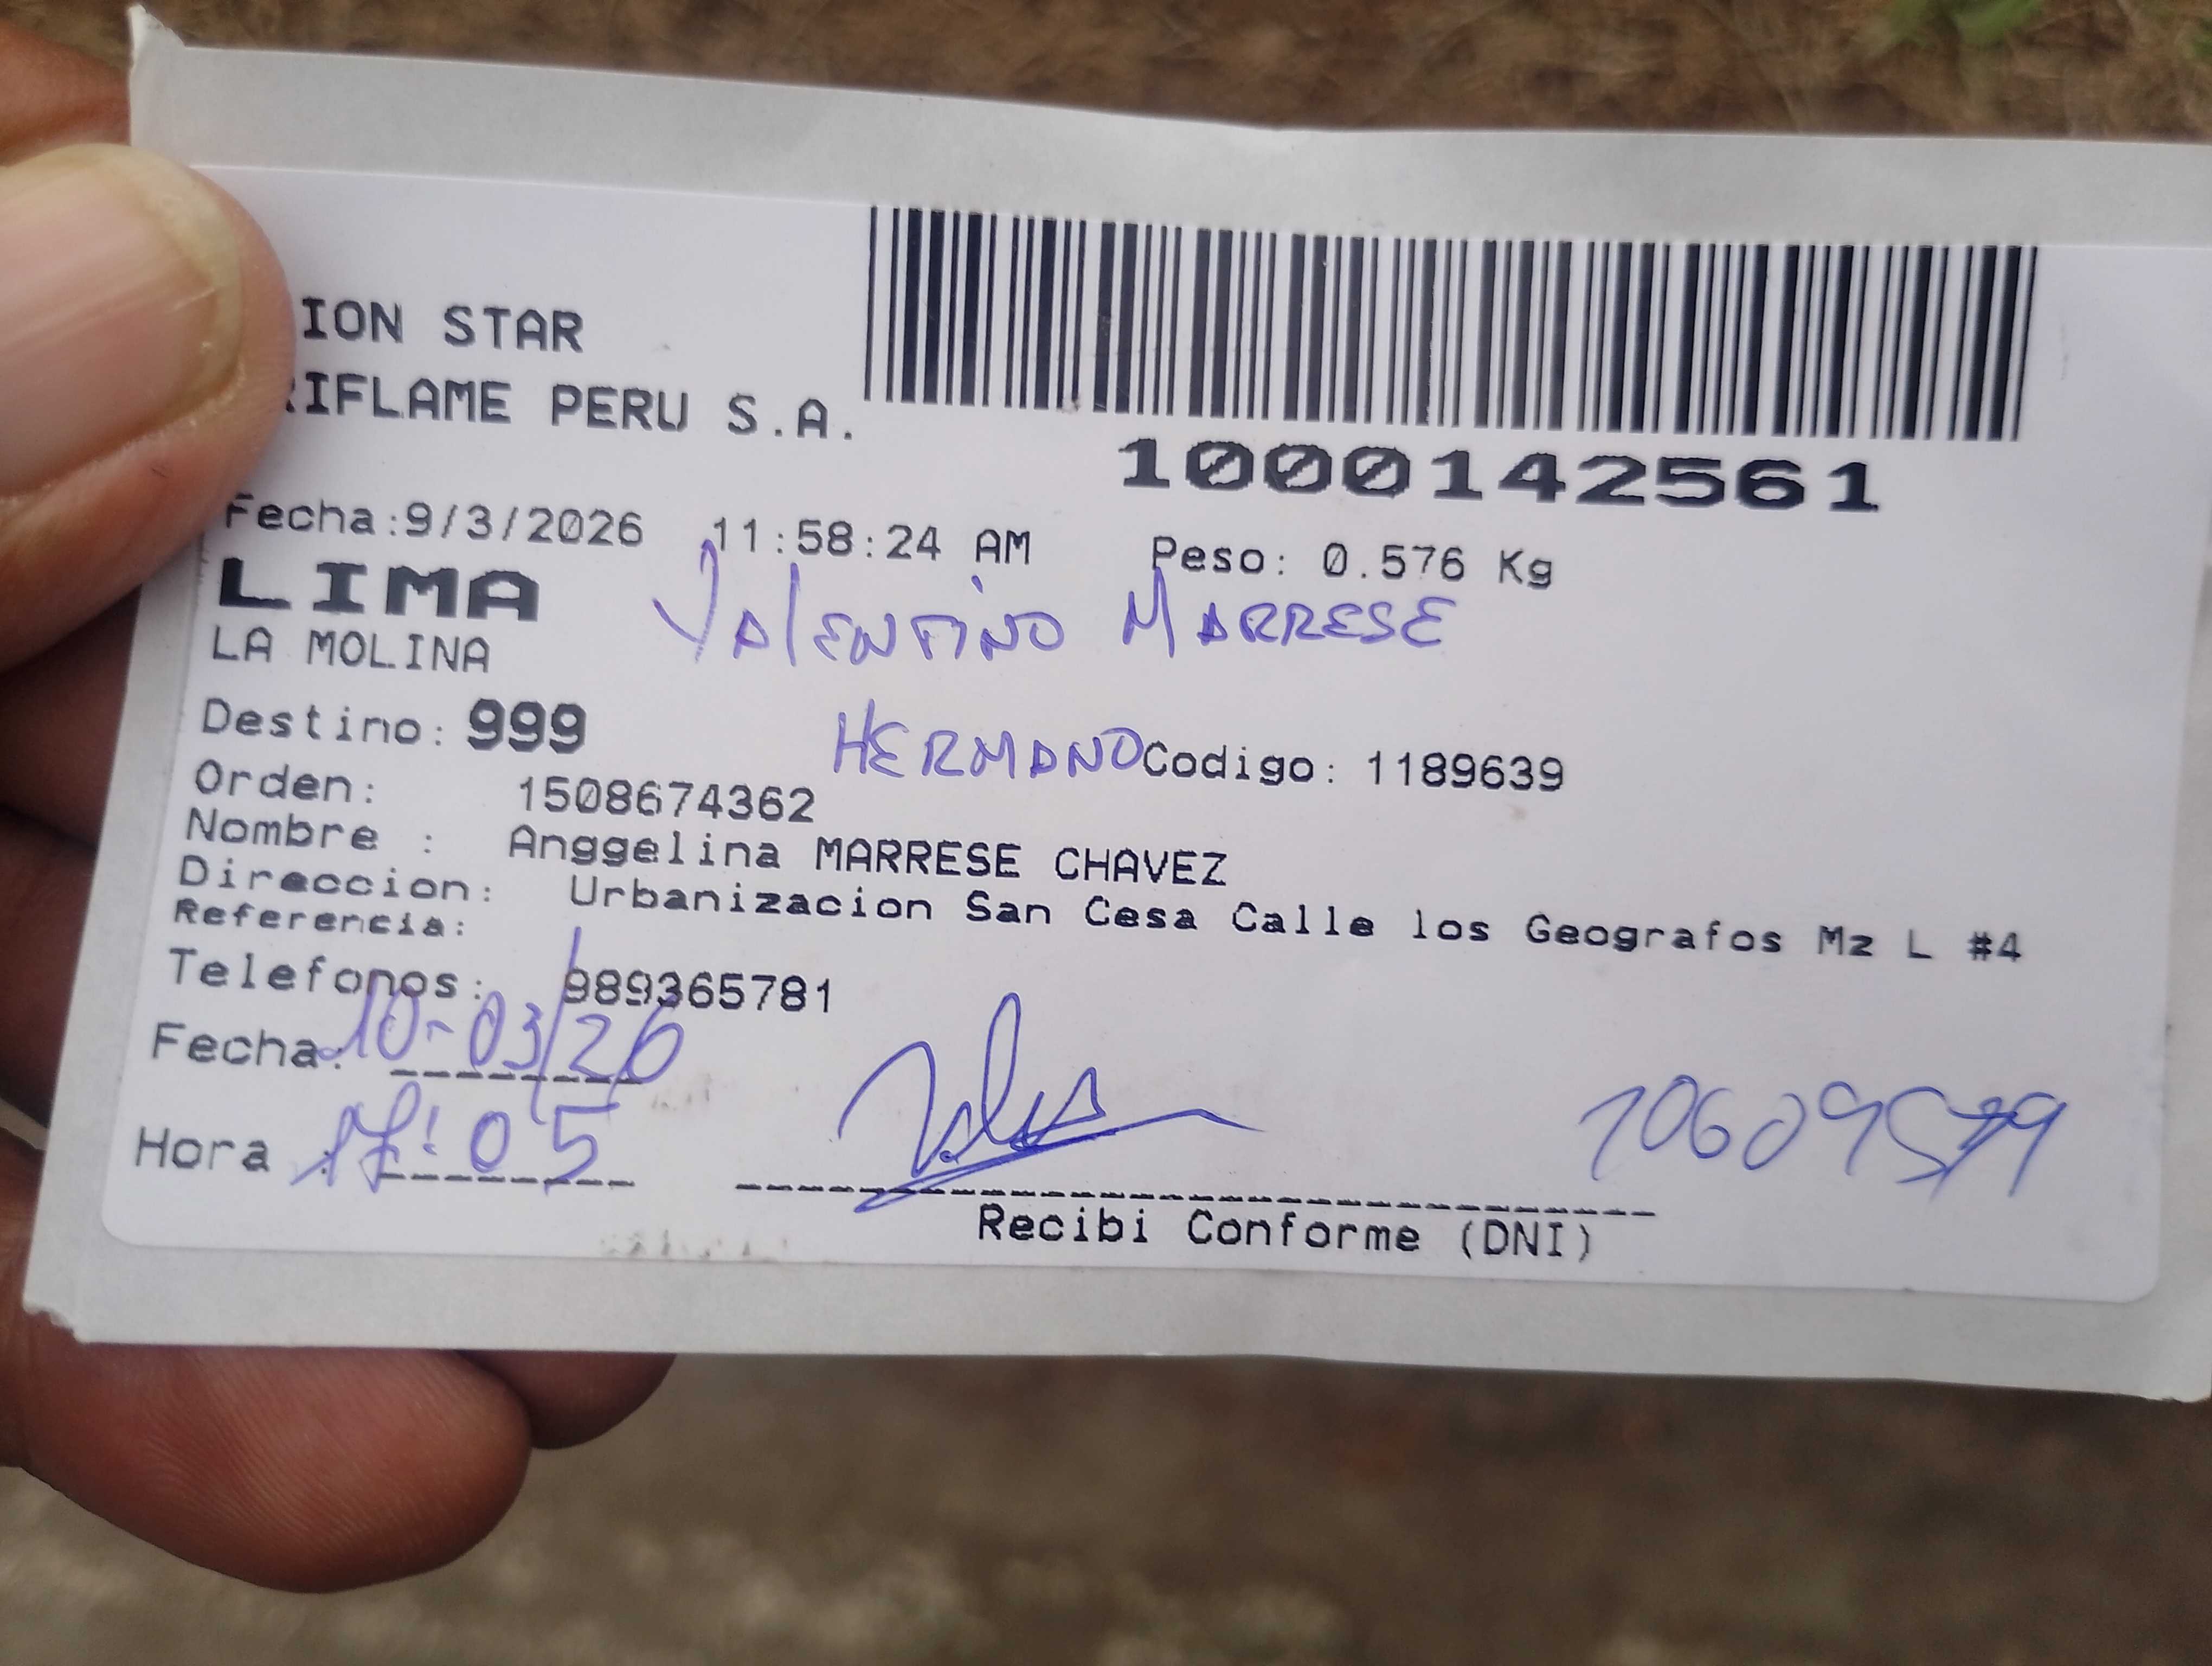 ION STAR
RIFLAME PERU S.A.
1000142561
Fecha:9/3/2026 11:58:24 AM Peso: 0.576 Kg
LIMA
VALENTINO MARRESE
LA MOLINA
Destino: 999
HERMANO Codigo: 1189639
Orden: 1508674362
Nombre : Anggelina MARRESE CHAVEZ
Direccion: Urbanizacion San Cesa Calle los Geografos Mz L #4
Referencia:
Telefonos: 989365781
Fecha: 10-03/26
Hora : 17:05
Recibi Conforme (DNI)